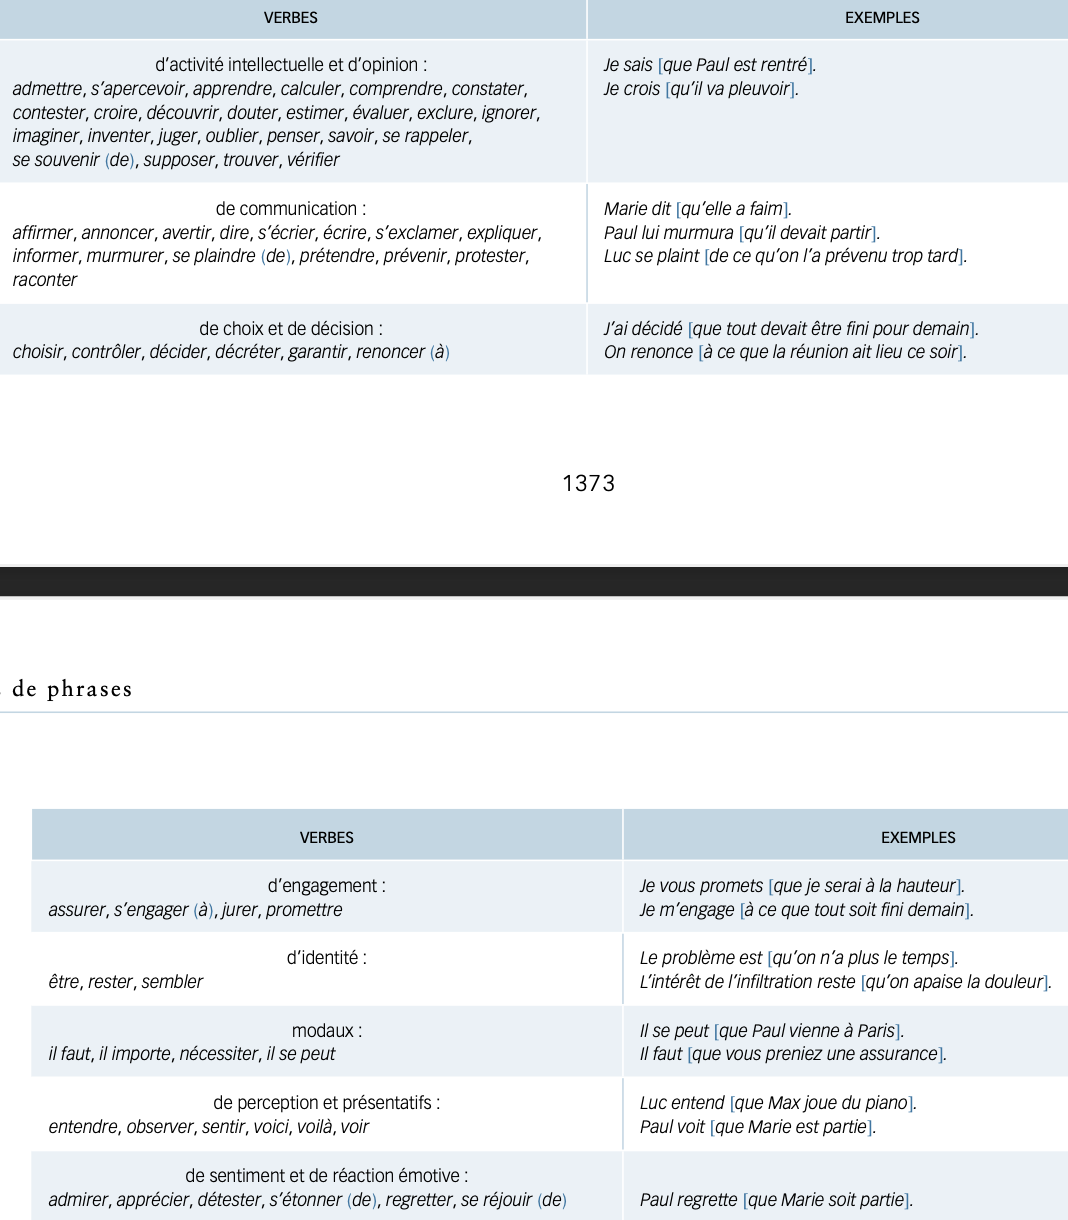 VERBES EXEMPLES
d'activité intellectuelle et d'opinion : Je sais [que Paul est rentré].
admettre, s'apercevoir, apprendre, calculer, comprendre, constater, Je crois [qu'il va pleuvoir].
contester, croire, découvrir, douter, estimer, évaluer, exclure, ignorer,
imaginer, inventer, juger, oublier, penser, savoir, se rappeler,
se souvenir (de), supposer, trouver, vérifier
de communication : Marie dit [qu'elle a faim].
affirmer, annoncer, avertir, dire, s'écrier, écrire, s'exclamer, expliquer, Paul lui murmura [qu'il devait partir].
informer, murmurer, se plaindre (de), prétendre, prévenir, protester, Luc se plaint [de ce qu'on l'a prévenu trop tard].
raconter
de choix et de décision : J'ai décidé [que tout devait être fini pour demain].
choisir, contrôler, décider, décréter, garantir, renoncer (à) On renonce [à ce que la réunion ait lieu ce soir].
1373
de phrases
VERBES EXEMPLES
d'engagement : Je vous promets [que je serai à la hauteur].
assurer, s'engager (à), jurer, promettre Je m'engage [à ce que tout soit fini demain].
d'identité : Le problème est [qu'on n'a plus le temps].
être, rester, sembler L'intérêt de l'infiltration reste [qu'on apaise la douleur].
modaux : Il se peut [que Paul vienne à Paris].
il faut, il importe, nécessiter, il se peut Il faut [que vous preniez une assurance].
de perception et présentatifs : Luc entend [que Max joue du piano].
entendre, observer, sentir, voici, voilà, voir Paul voit [que Marie est partie].
de sentiment et de réaction émotive :
admirer, apprécier, détester, s'étonner (de), regretter, se réjouir (de) Paul regrette [que Marie soit partie].